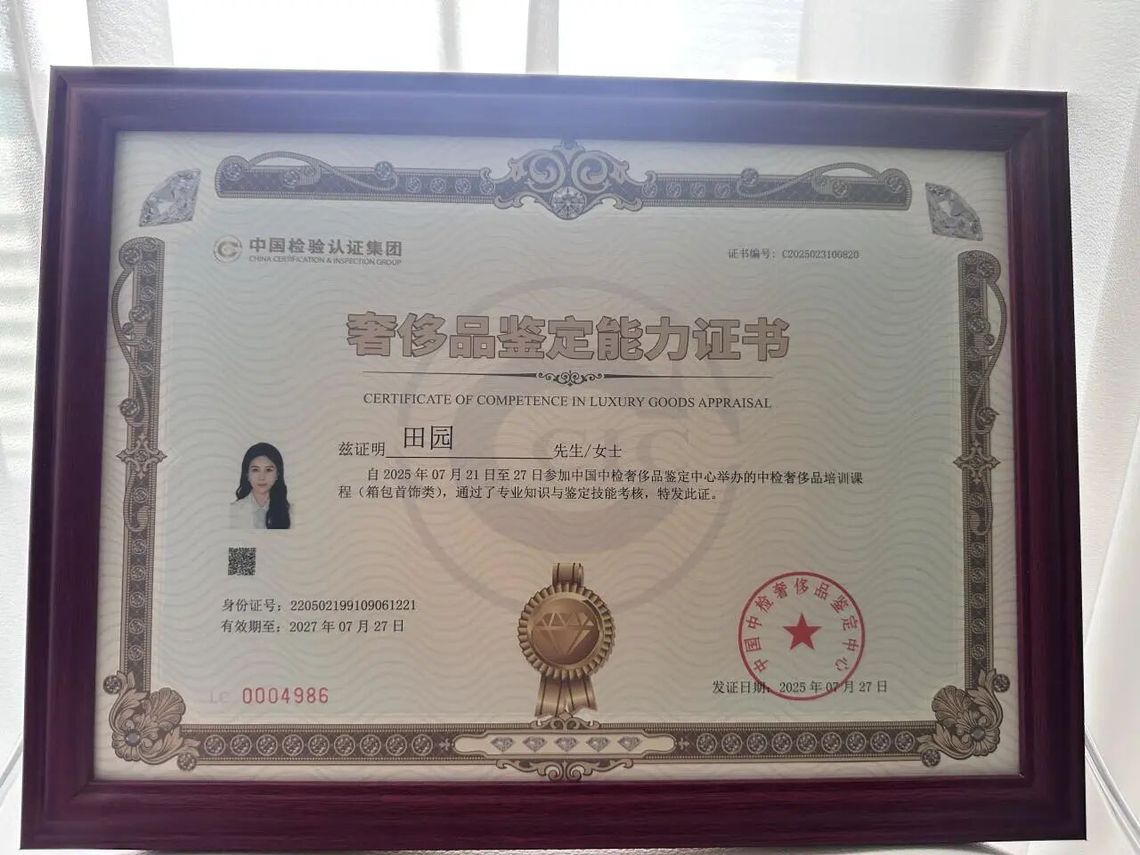 中国检验认证集团
CHINA CERTIFICATION & INSPECTION GROUP
证书编号：C2025023100820
奢侈品鉴定能力证书
CERTIFICATE OF COMPETENCE IN LUXURY GOODS APPRAISAL
兹证明 田园 先生/女士
自 2025 年 07 月 21 日至 27 日参加中国中检奢侈品鉴定中心举办的中检奢侈品培训课
程（箱包首饰类），通过了专业知识与鉴定技能考核，特发此证。
身份证号：220502199109061221
有效期至：2027 年 07 月 27 日
中国中检奢侈品鉴定中心
发证日期：2025 年 07 月 27 日
LC 0004986